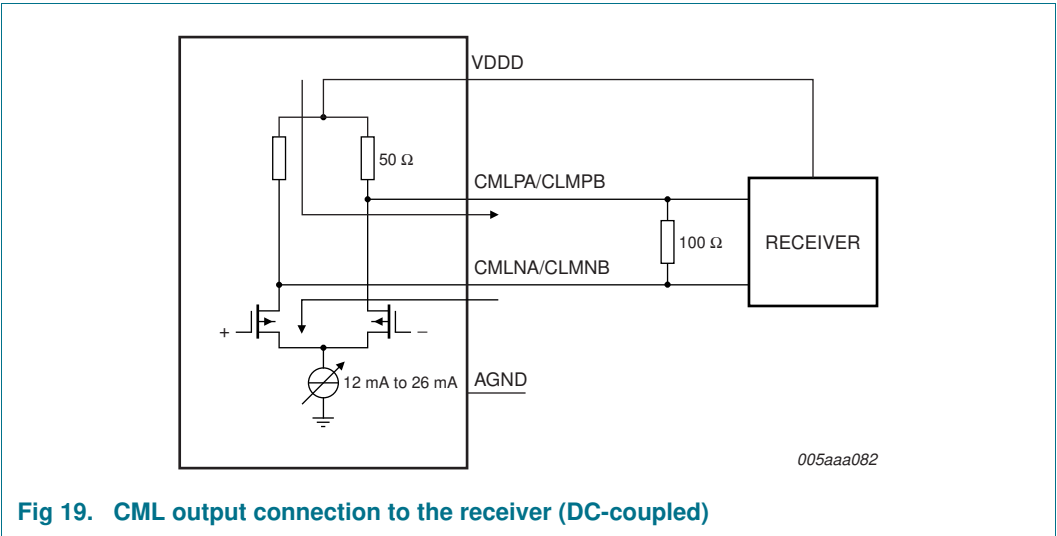 VDDD
50 Ω
CMLPA/CLMPB
100 Ω
RECEIVER
CMLNA/CLMNB
+
−
12 mA to 26 mA
AGND
005aaa082
Fig 19. CML output connection to the receiver (DC-coupled)